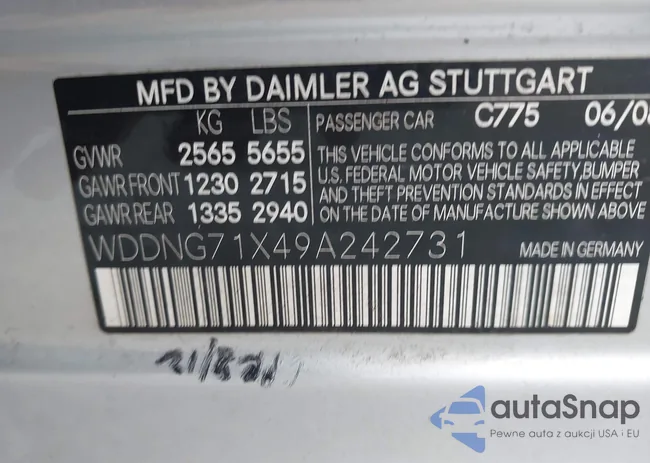 MFD BY DAIMLER AG STUTTGART
KG LBS PASSENGER CAR C775 06/08
GVWR 2565 5655 THIS VEHICLE CONFORMS TO ALL APPLICABLE
GAWR FRONT 1230 2715 U.S. FEDERAL MOTOR VEHICLE SAFETY, BUMPER
GAWR REAR 1335 2940 AND THEFT PREVENTION STANDARDS IN EFFECT
ON THE DATE OF MANUFACTURE SHOWN ABOVE
WDDNG71X49A242731 MADE IN GERMANY
autaSnap
Pewne auta z aukcji USA i EU